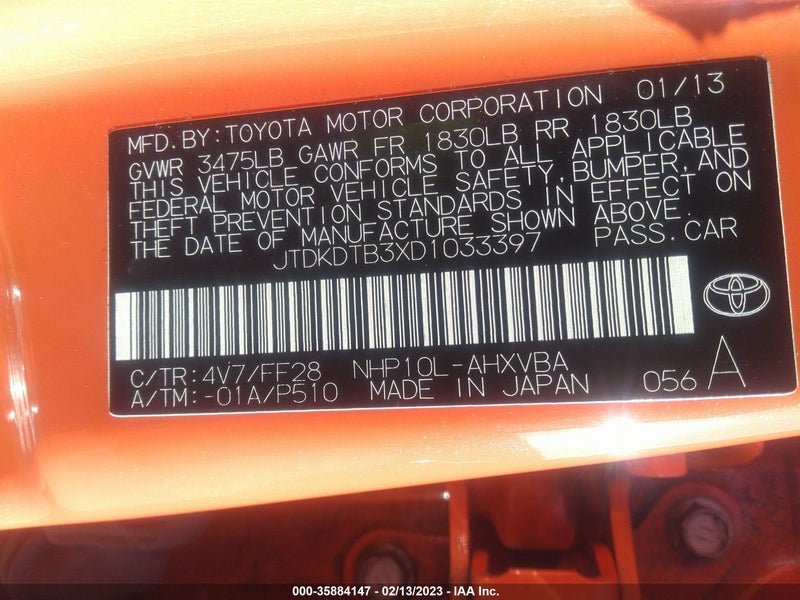 MFD. BY: TOYOTA MOTOR CORPORATION 01/13
GVWR 3475LB GAWR FR 1830LB RR 1830LB
THIS VEHICLE CONFORMS TO ALL APPLICABLE
FEDERAL MOTOR VEHICLE SAFETY, BUMPER, AND
THEFT PREVENTION STANDARDS IN EFFECT ON
THE DATE OF MANUFACTURE SHOWN ABOVE.
JTDKDTB3XD1033397 PASS. CAR
C/TR: 4V7/FF28 NHP10L-AHXVBA
A/TM: -01A/P510 MADE IN JAPAN 056 A
000-35884147 - 02/13/2023 - IAA Inc.